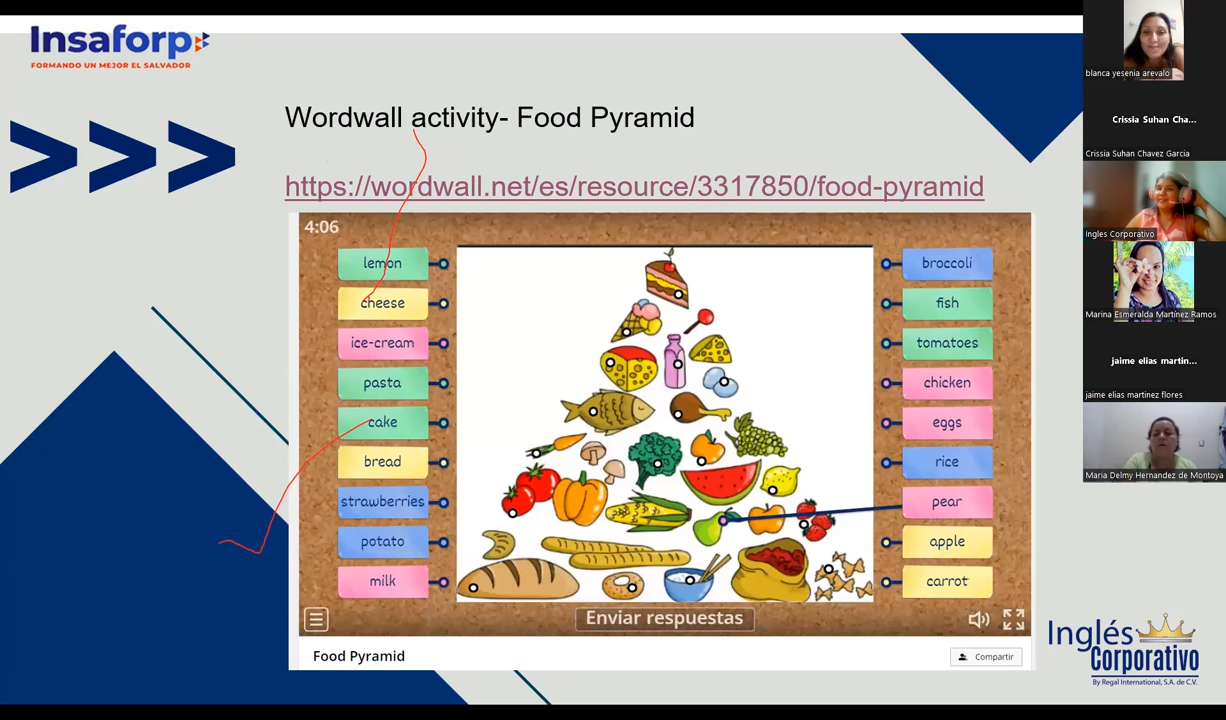 Insaforp
FORMANDO UN MEJOR EL SALVADOR
Wordwall activity- Food Pyramid
https://wordwall.net/es/resource/3317850/food-pyramid
4:06
lemon
cheese
ice-cream
pasta
cake
bread
strawberries
potato
milk
broccoli
fish
tomatoes
chicken
eggs
rice
pear
apple
carrot
Enviar respuestas
Food Pyramid
Compartir
Inglés
Corporativo
By Regal International, S.A. de C.V.
blanca yesenia arevalo
Crissia Suhan Cha...
Crissia Suhan Chavez Garcia
Ingles Corporativo
Marina Esmeralda Martínez Ramos
jaime elias martin...
jaime elias martinez flores
Maria Delmy Hernandez de Montoya